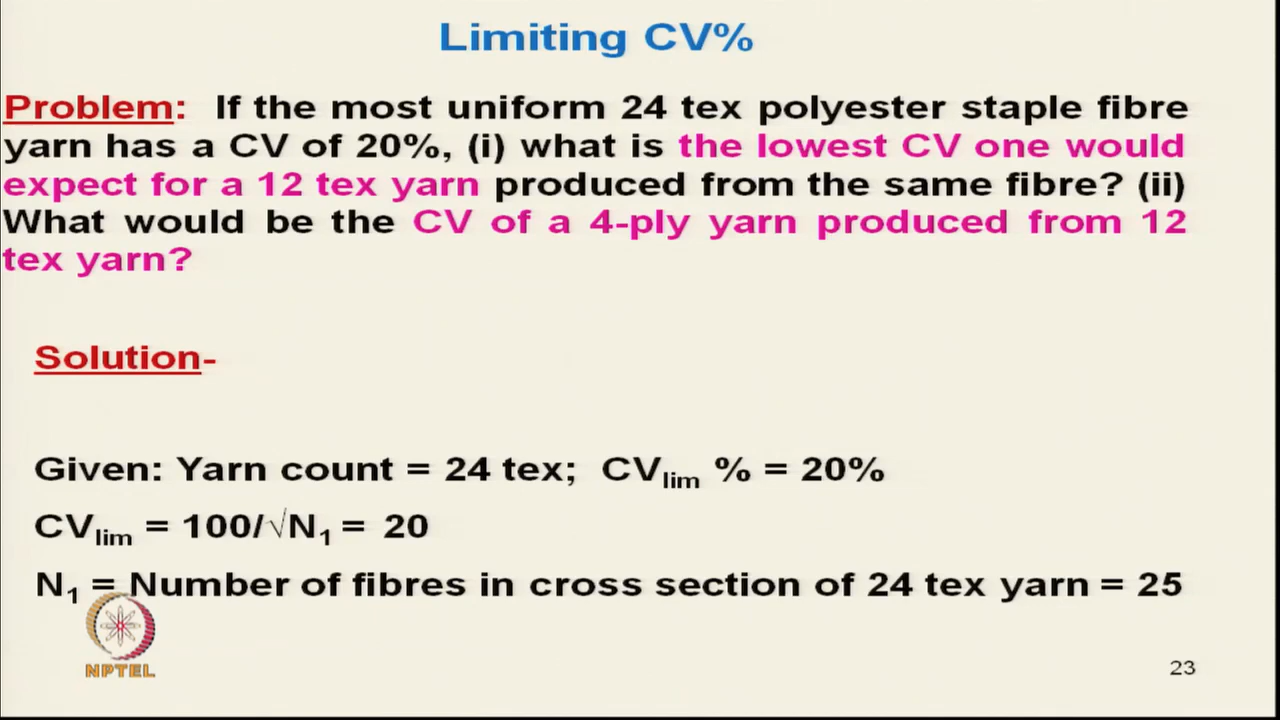 Limiting CV%
Problem: If the most uniform 24 tex polyester staple fibre
yarn has a CV of 20%, (i) what is the lowest CV one would
expect for a 12 tex yarn produced from the same fibre? (ii)
What would be the CV of a 4-ply yarn produced from 12
tex yarn?
Solution-
Given: Yarn count = 24 tex; CVlim % = 20%
CVlim = 100/√N1 = 20
N1 = Number of fibres in cross section of 24 tex yarn = 25
NPTEL
23